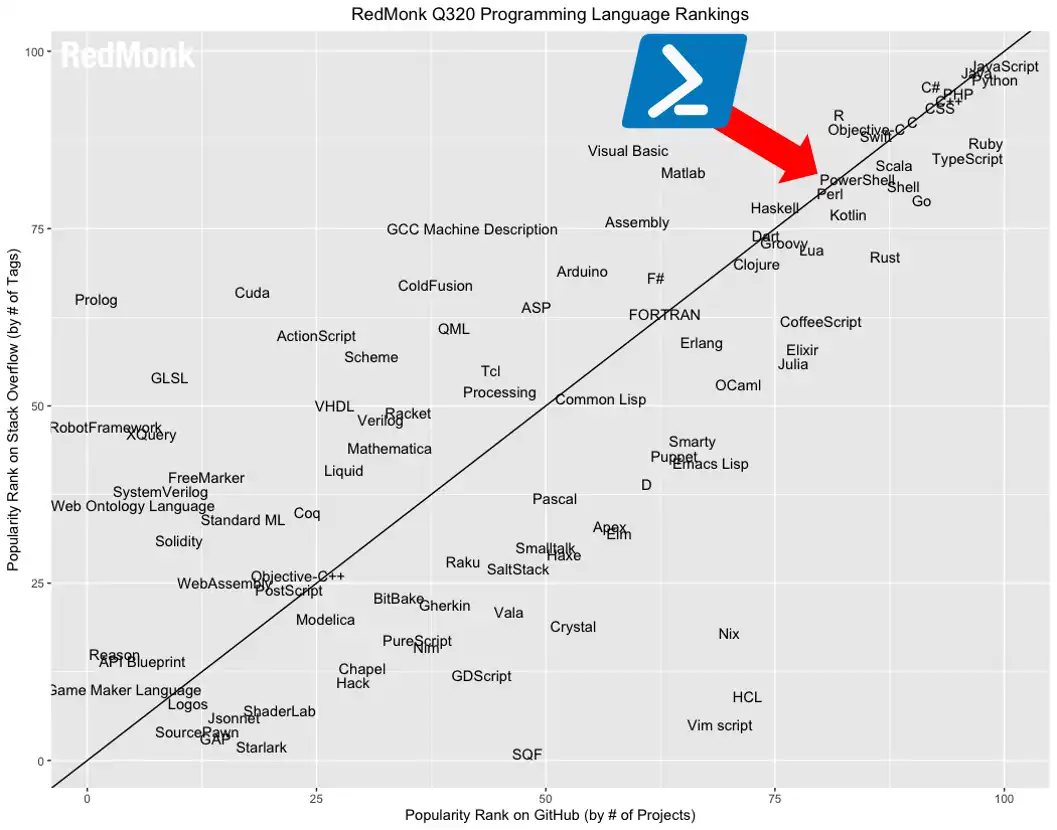 RedMonk Q320 Programming Language Rankings
RedMonk
100
JavaScript
Java
Python
C#
PHP
C++
CSS
R
C
Objective-C
Swift
Ruby
Visual Basic
TypeScript
Scala
Matlab
PowerShell
Shell
Perl
Go
Haskell
Kotlin
Assembly
75
GCC Machine Description
Dart
Groovy
Lua
Rust
Clojure
Arduino
F#
ColdFusion
Cuda
Prolog
ASP
FORTRAN
CoffeeScript
QML
ActionScript
Erlang
Elixir
Scheme
Julia
Tcl
GLSL
OCaml
Processing
Common Lisp
50
VHDL
Racket
Verilog
RobotFramework
XQuery
Smarty
Mathematica
Puppet
Emacs Lisp
Liquid
FreeMarker
D
SystemVerilog
Pascal
Web Ontology Language
Coq
Standard ML
Apex
Elm
Solidity
Smalltalk
Haxe
Raku
SaltStack
Objective-C++
25
WebAssembly
PostScript
BitBake
Gherkin
Vala
Modelica
Crystal
Nix
PureScript
Nim
Reason
API Blueprint
Chapel
GDScript
Hack
Game Maker Language
HCL
Logos
ShaderLab
Jsonnet
Vim script
SourcePawn
GAP
Starlark
SQF
0
0
25
50
75
100
Popularity Rank on GitHub (by # of Projects)
Popularity Rank on Stack Overflow (by # of Tags)